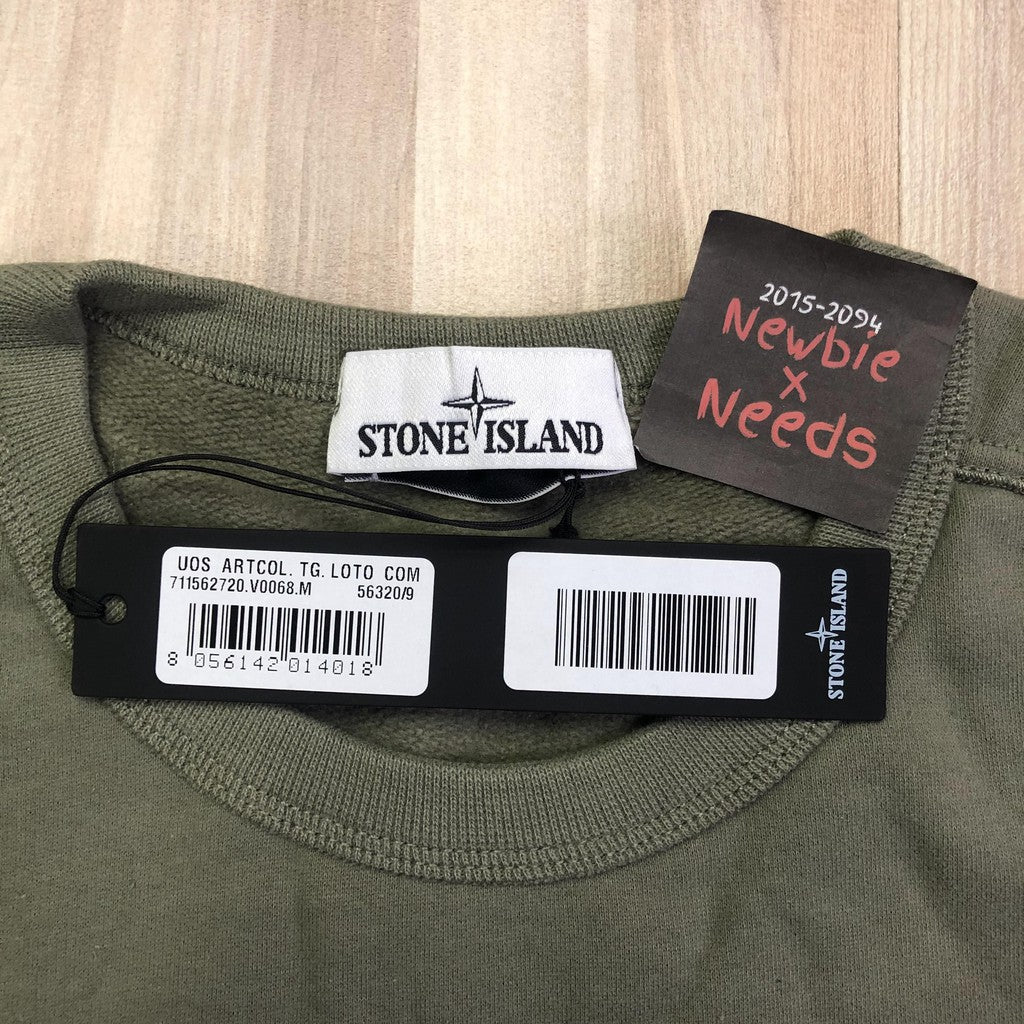 2015-2094
Newbie
x
Needs
STONE ISLAND
UOS ARTCOL. TG. LOTO COM
711562720.V0068.M 56320/9
8 056142 014018
STONE ISLAND